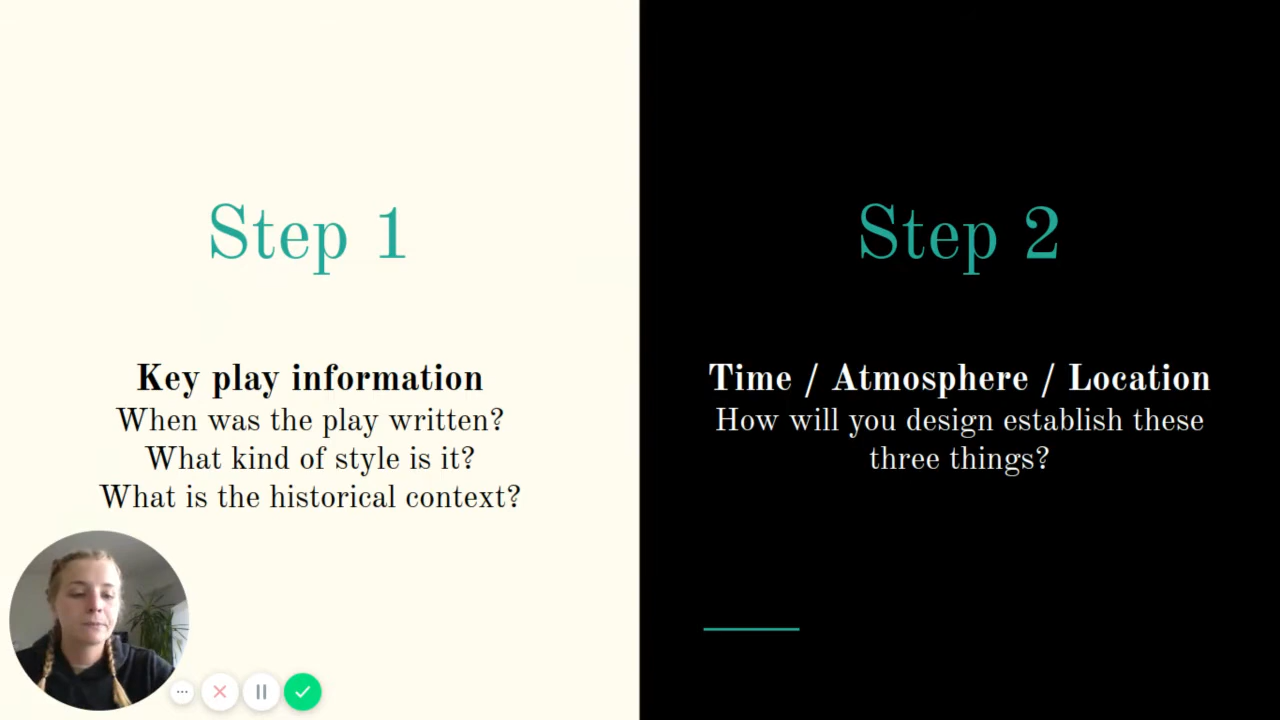 Step 1
Key play information
When was the play written?
What kind of style is it?
What is the historical context?
Step 2
Time / Atmosphere / Location
How will you design establish these
three things?